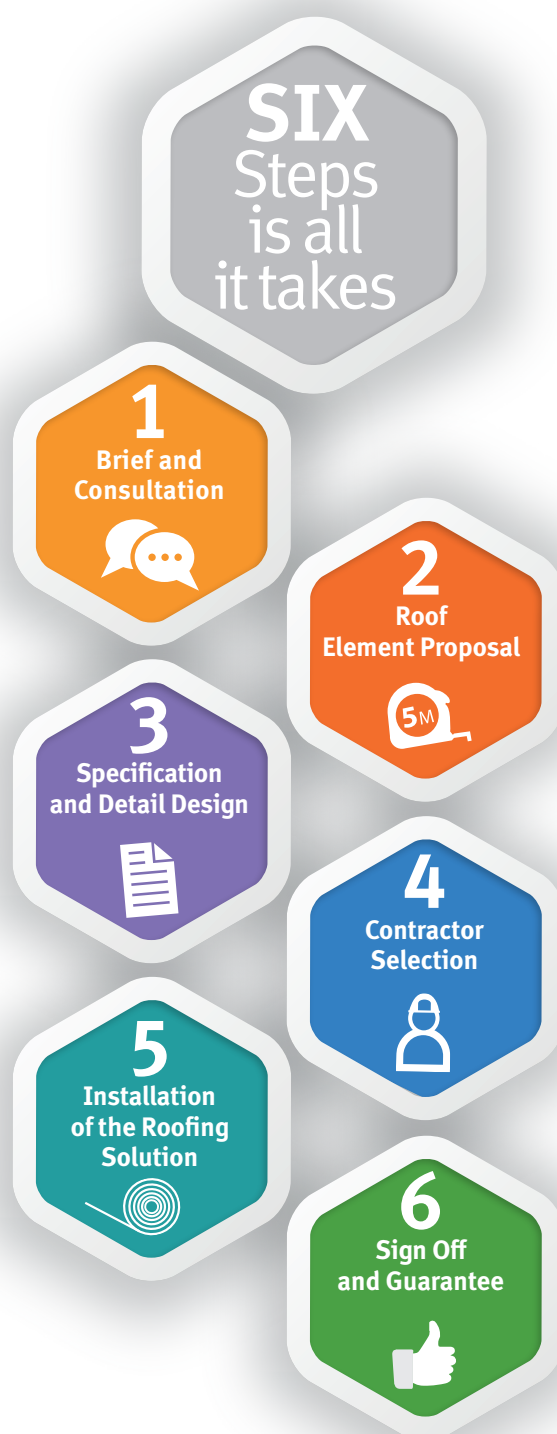 SIX
Steps
is all
it takes
1
Brief and
Consultation
2
Roof
Element Proposal
5M
3
Specification
and Detail Design
4
Contractor
Selection
5
Installation
of the Roofing
Solution
6
Sign Off
and Guarantee